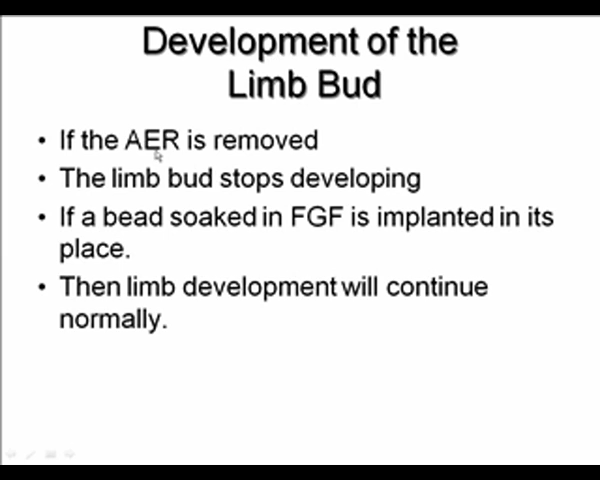 Development of the
Limb Bud
• If the AER is removed
• The limb bud stops developing
• If a bead soaked in FGF is implanted in its
place.
• Then limb development will continue
normally.